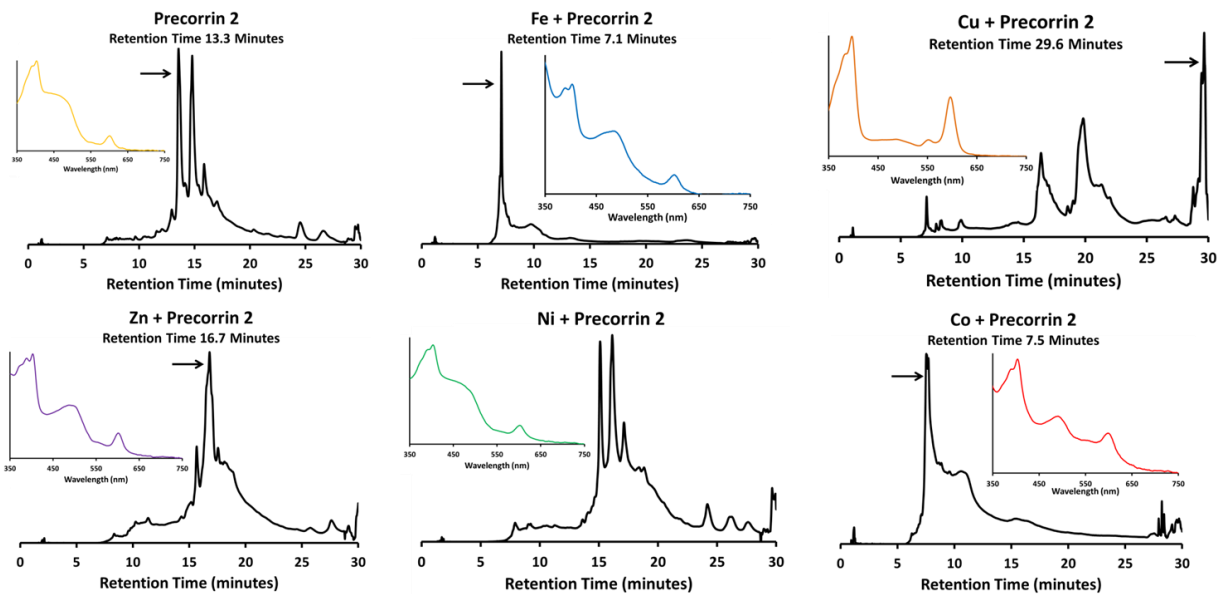 Precorrin 2
Retention Time 13.3 Minutes
350 450 550 650 750
Wavelength (nm)
0 5 10 15 20 25 30
Retention Time (minutes)
Fe + Precorrin 2
Retention Time 7.1 Minutes
350 450 550 650 750
Wavelength (nm)
0 5 10 15 20 25 30
Retention Time (minutes)
Cu + Precorrin 2
Retention Time 29.6 Minutes
350 450 550 650 750
Wavelength (nm)
0 5 10 15 20 25 30
Retention Time (minutes)
Zn + Precorrin 2
Retention Time 16.7 Minutes
350 450 550 650 750
Wavelength (nm)
0 5 10 15 20 25 30
Retention Time (minutes)
Ni + Precorrin 2
350 450 550 650 750
Wavelength (nm)
0 5 10 15 20 25 30
Retention Time (minutes)
Co + Precorrin 2
Retention Time 7.5 Minutes
350 450 550 650 750
Wavelength (nm)
0 5 10 15 20 25 30
Retention Time (minutes)